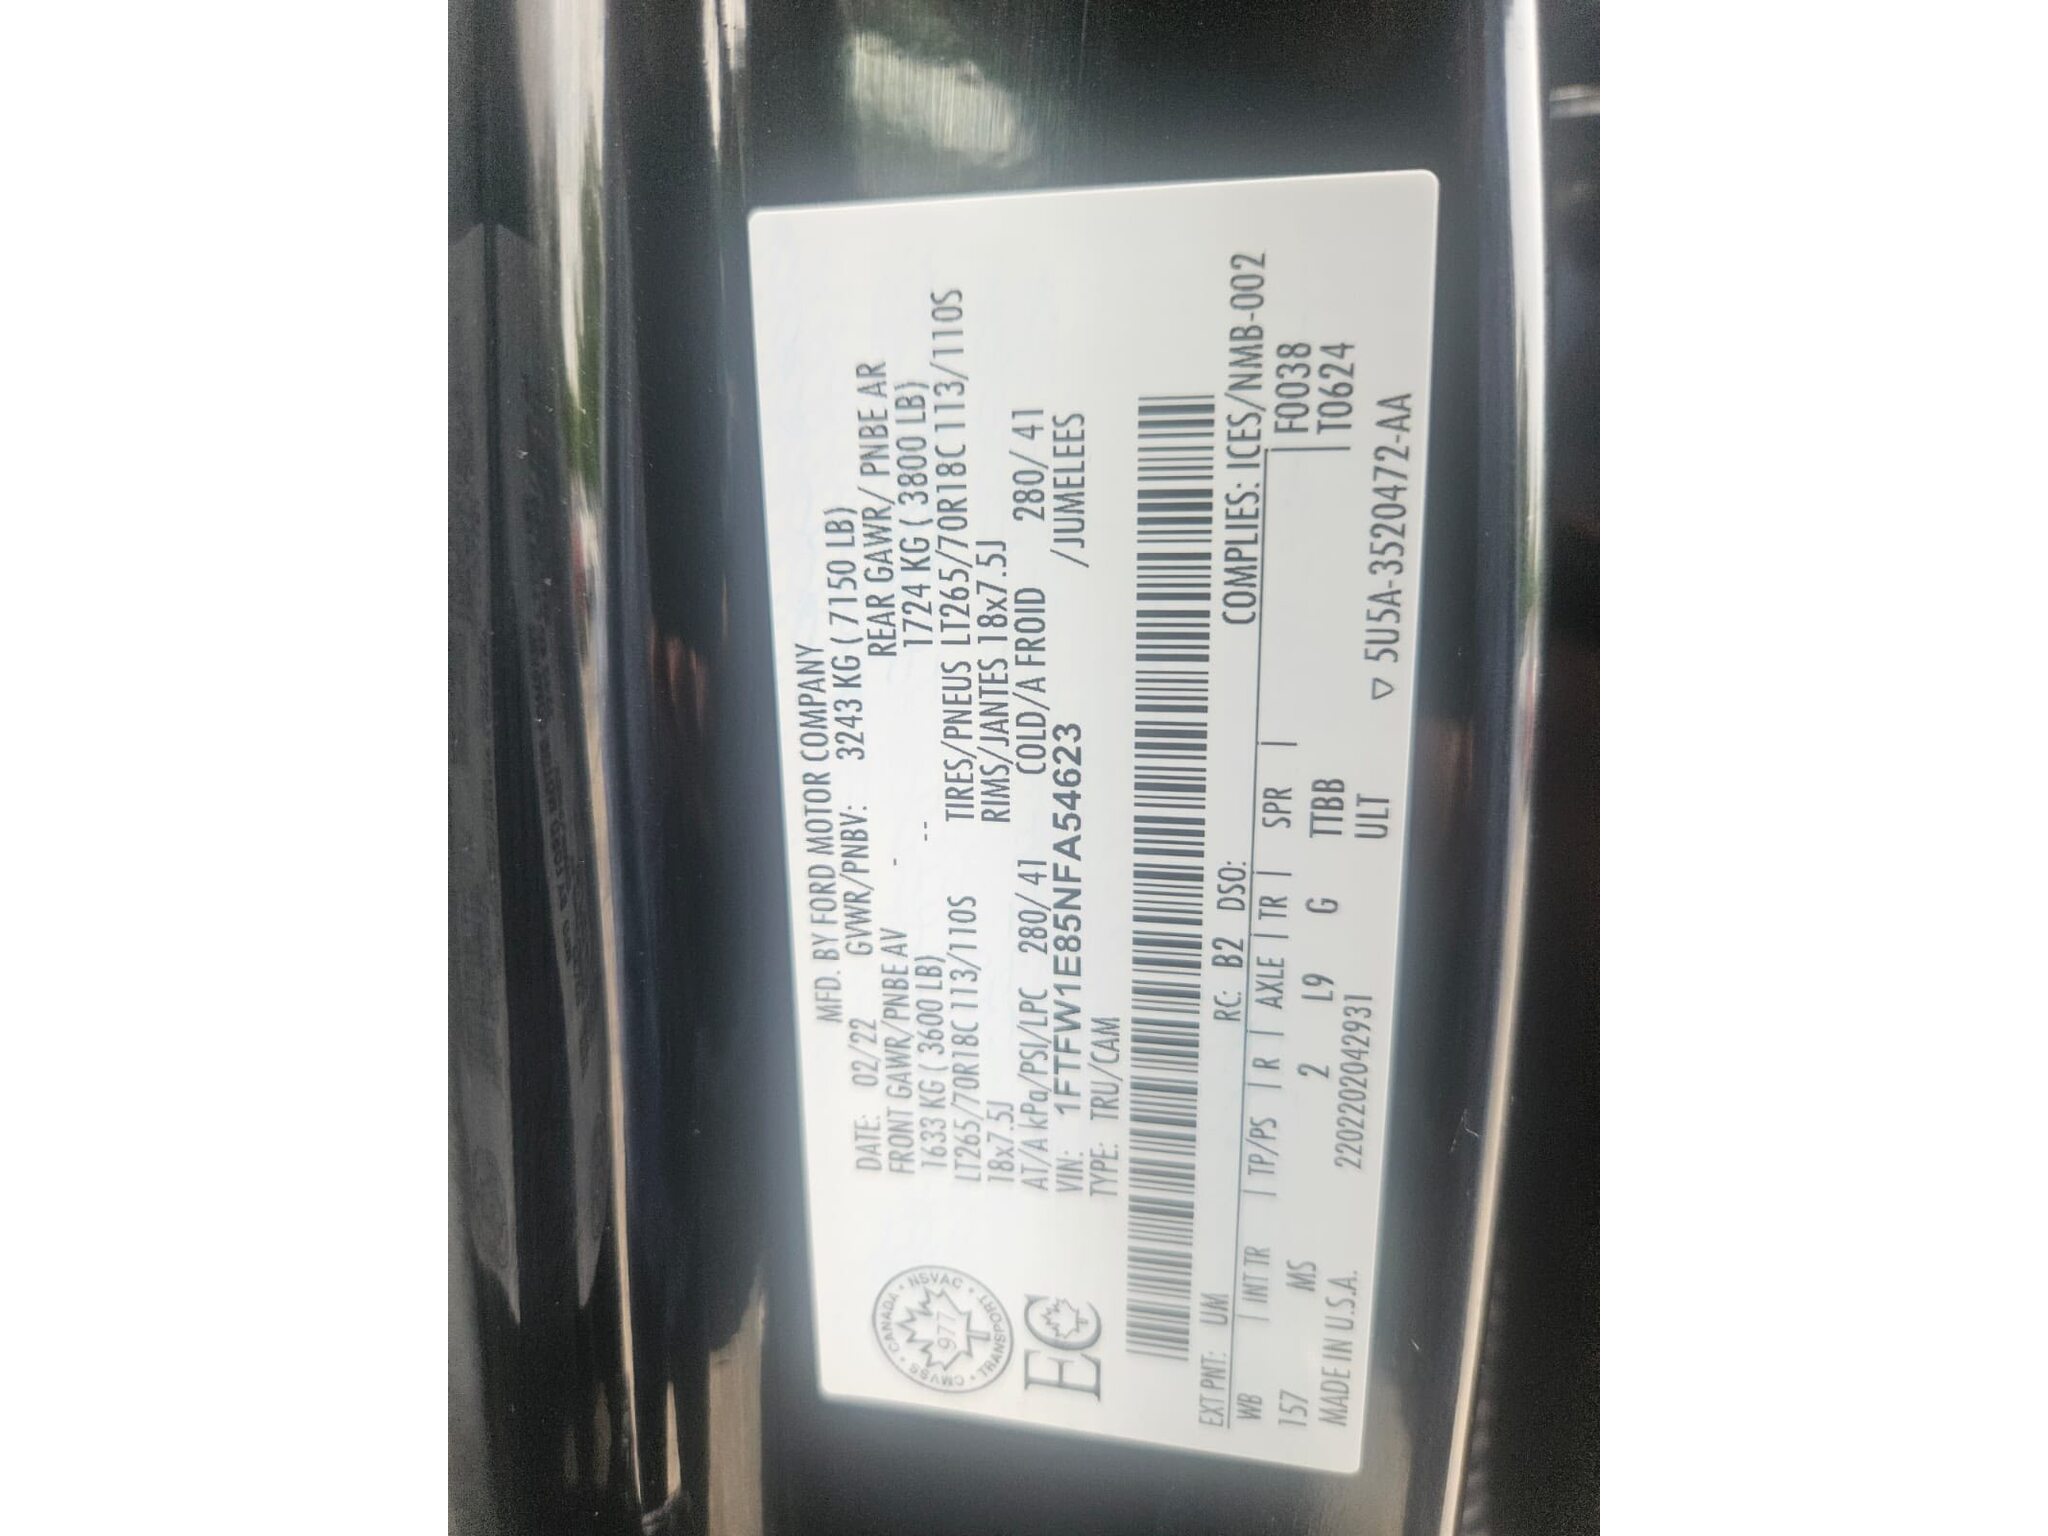 MFD. BY FORD MOTOR COMPANY
DATE: 02/22 GVWR/PNBV: 3243 KG ( 7150 LB)
FRONT GAWR/PNBE AV - REAR GAWR/ PNBE AR
1633 KG ( 3600 LB) -- 1724 KG ( 3800 LB)
LT265/70R18C 113/110S TIRES/PNEUS LT265/70R18C 113/110S
18x7.5J RIMS/JANTES 18x7.5J
AT/A kPa/PSI/LPC 280/ 41 COLD/A FROID 280/ 41
VIN: 1FTFW1E85NFA54623 /JUMELEES
TYPE: TRU/CAM
CANADA • NSVAC • TRANSPORT • CMVSS •
977
EC
COMPLIES: ICES/NMB-002
EXT PNT: UM RC: B2 DSO:
WB | INT TR | TP/PS | R | AXLE | TR | SPR | F0038
157 MS 2 L9 G TTBB | T0624
MADE IN U.S.A. 2202202042931 ULT
▽ 5U5A-3520472-AA